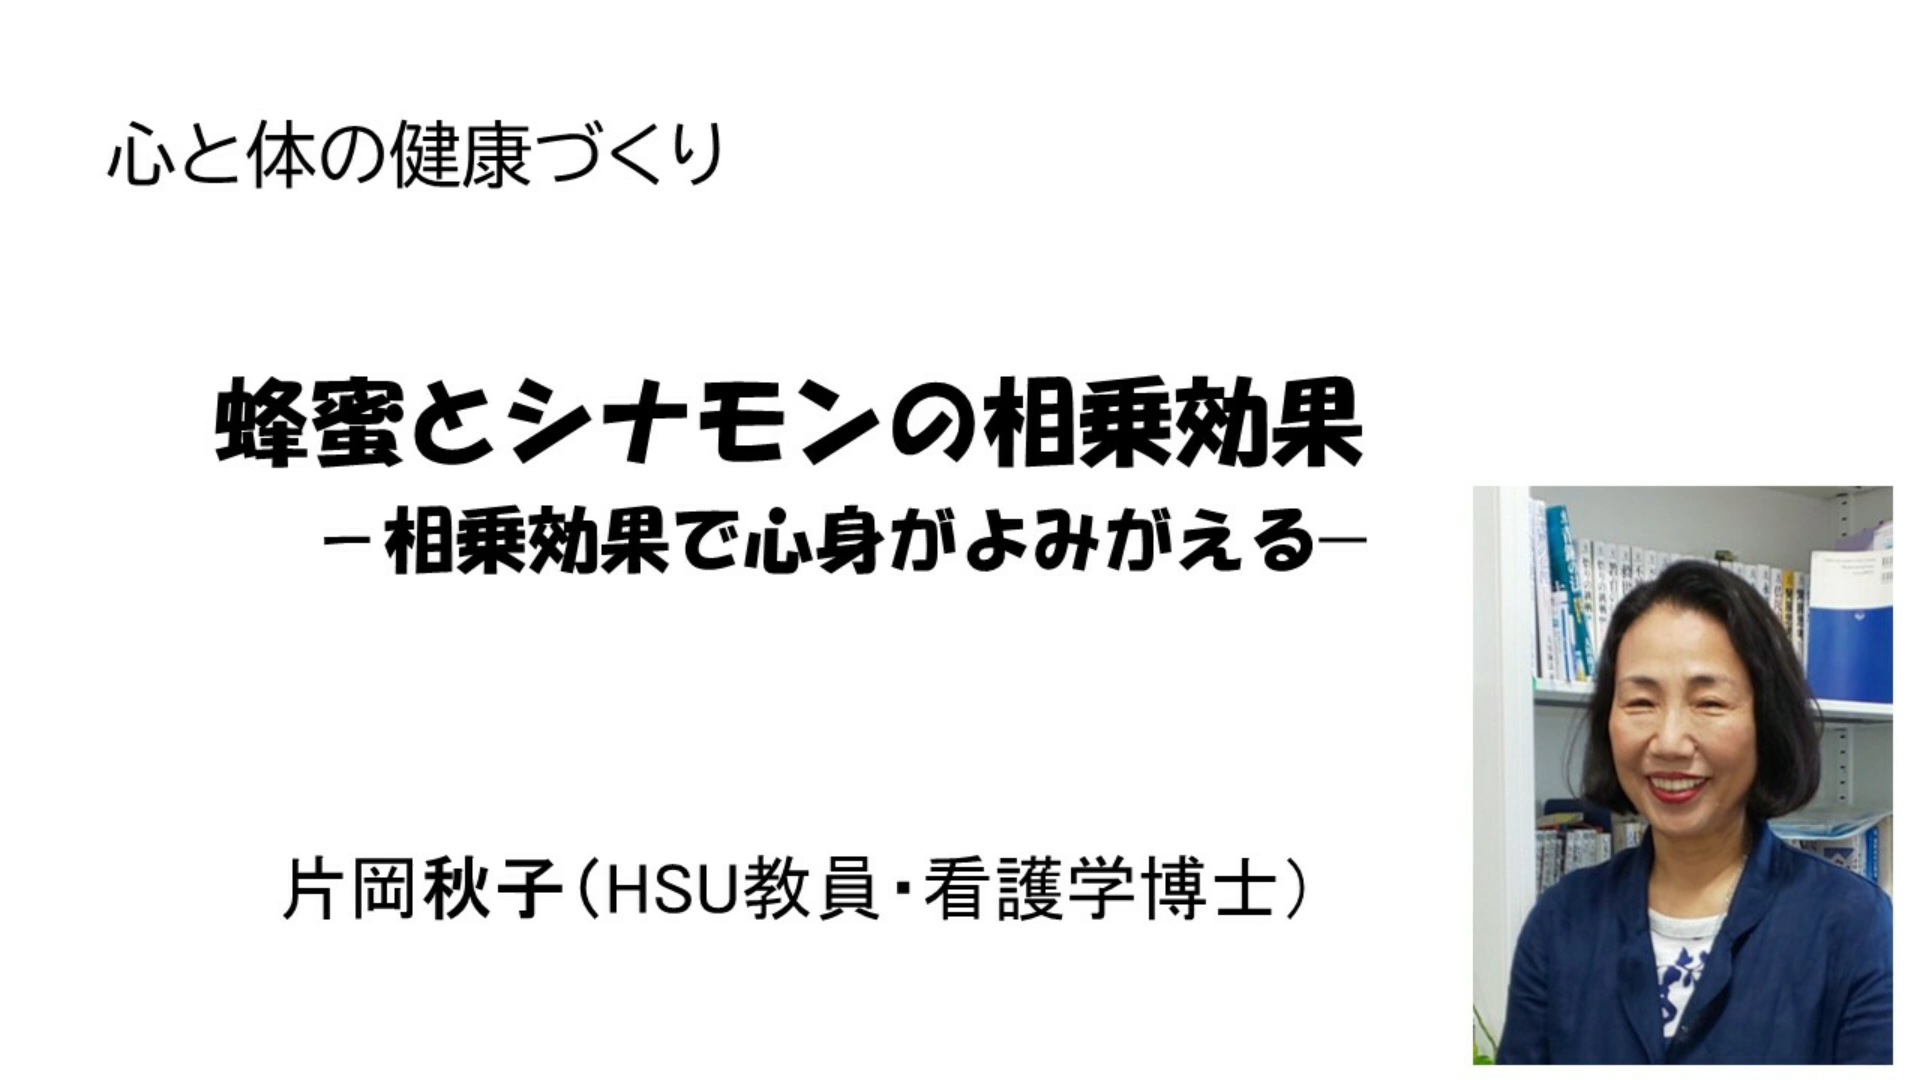 心と体の健康づくり
蜂蜜とシナモンの相乗効果
－相乗効果で心身がよみがえる－
片岡秋子（HSU教員・看護学博士）